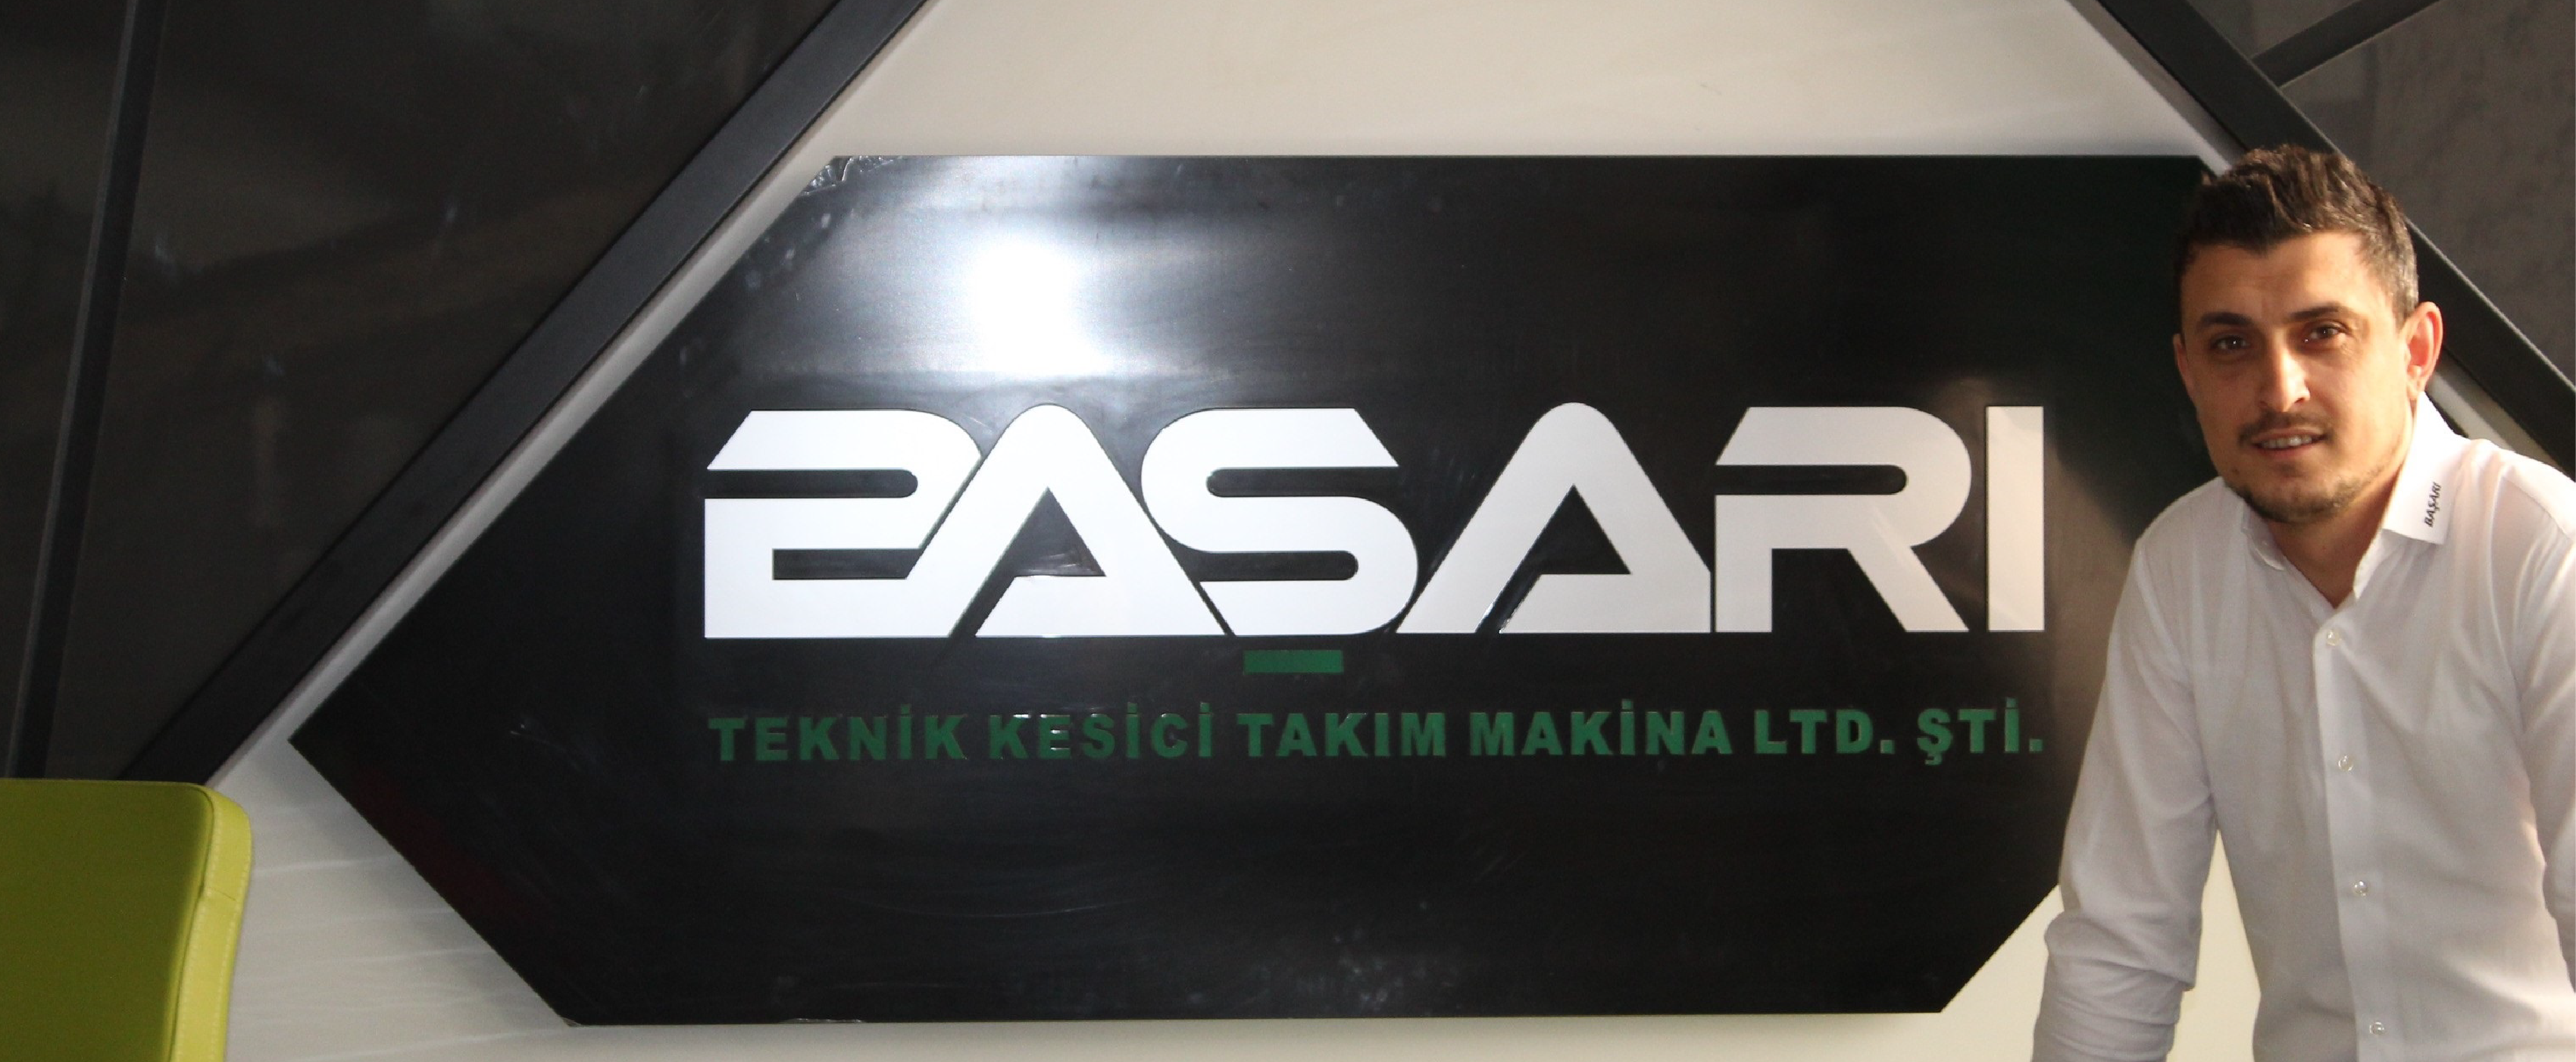 BAŞARI
TEKNİK KESİCİ TAKIM MAKİNA LTD. ŞTİ.
BAŞARI